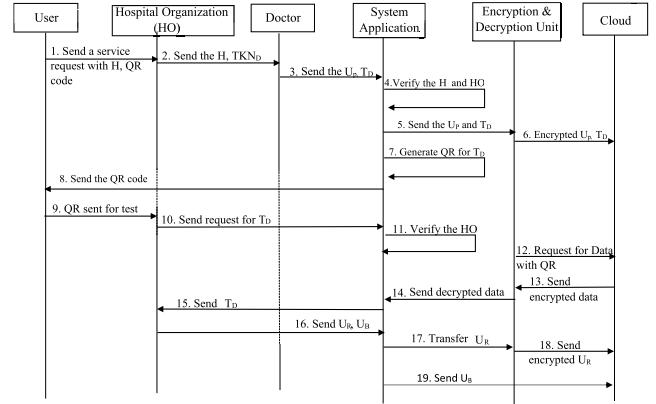 User
Hospital Organization
(HO)
Doctor
System
Application
Encryption &
Decryption Unit
Cloud
1. Send a service
request with H, QR
code
2. Send the H, TKND
3. Send the UP, TD
4.Verify the H and HO
5. Send the UP and TD
6. Encrypted UP, TD
7. Generate QR for TD
8. Send the QR code
9. QR sent for test
10. Send request for TD
11. Verify the HO
12. Request for Data
with QR
13. Send
encrypted data
14. Send decrypted data
15. Send TD
16. Send UR, UB
17. Transfer UR
18. Send
encrypted UR
19. Send UB